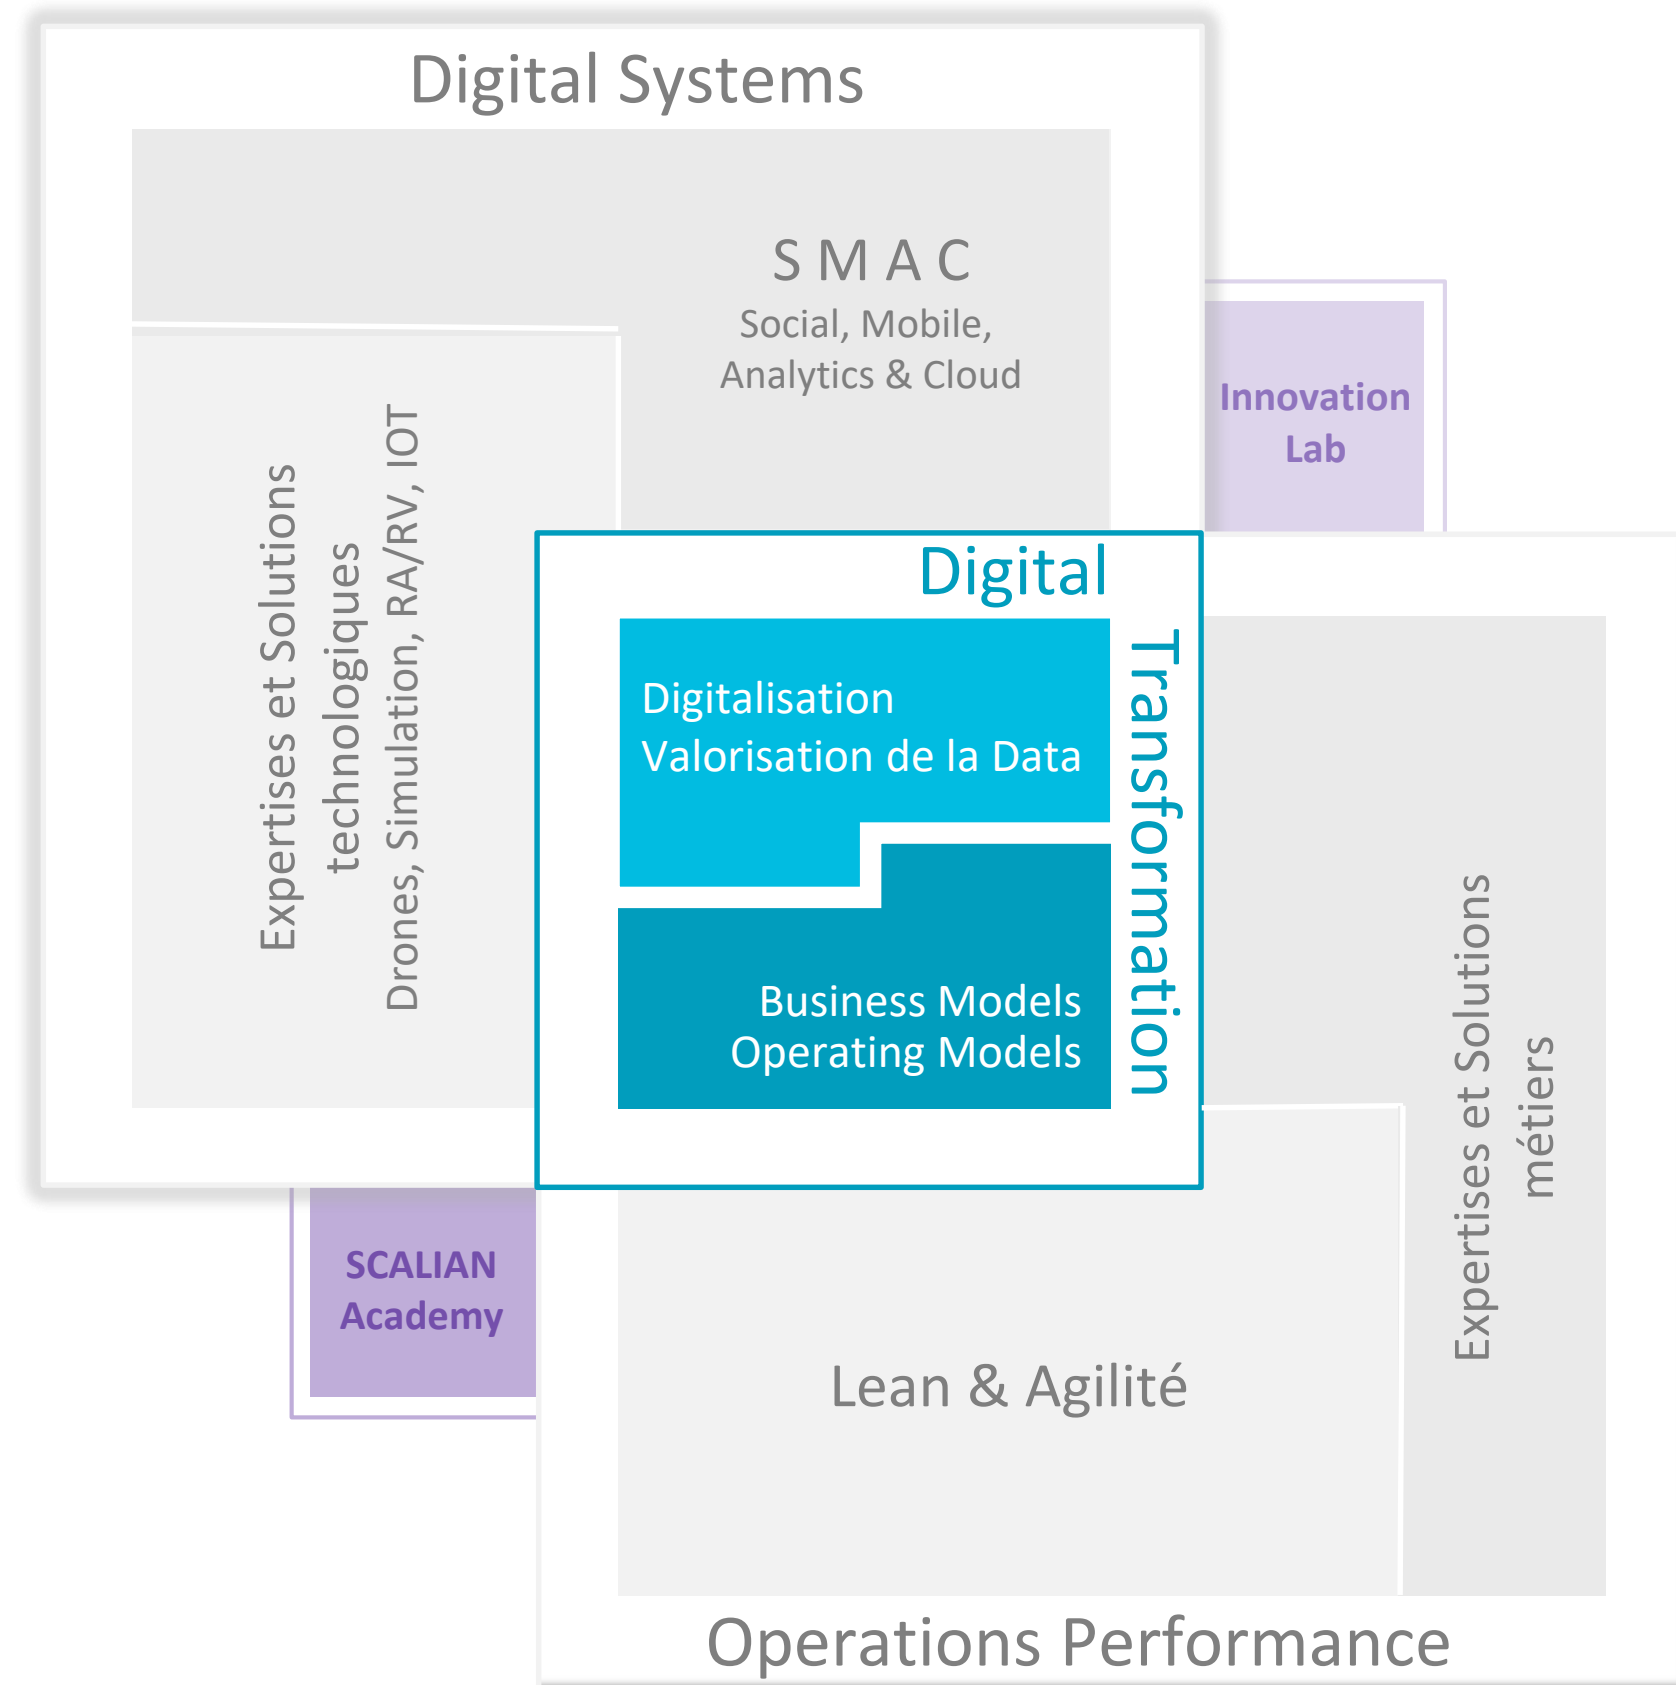 Digital Systems
S M A C
Social, Mobile,
Analytics & Cloud
Innovation
Lab
Expertises et Solutions
technologiques
Drones, Simulation, RA/RV, IOT
Digital
Transformation
Digitalisation
Valorisation de la Data
Business Models
Operating Models
Expertises et Solutions
métiers
SCALIAN
Academy
Lean & Agilité
Operations Performance